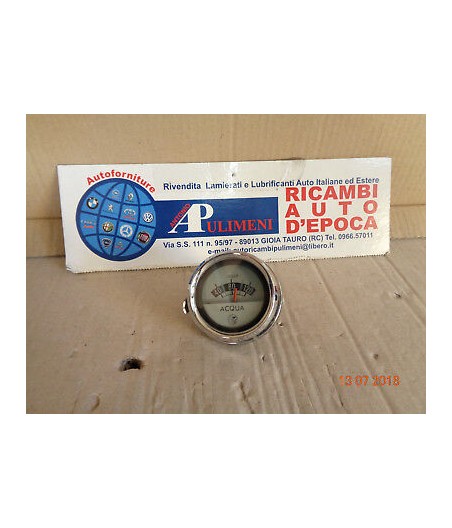 Autoforniture
Rivendita Lamierati e Lubrificanti Auto Italiane ed Estere
PULIMENI
RICAMBI
AUTO
D'EPOCA
Via S.S. 111 n. 95/97 - 89013 GIOIA TAURO (RC) Tel. 0966.57011
e-mail: autoricambipulimeni@libero.it
ACQUA
13 07 2018